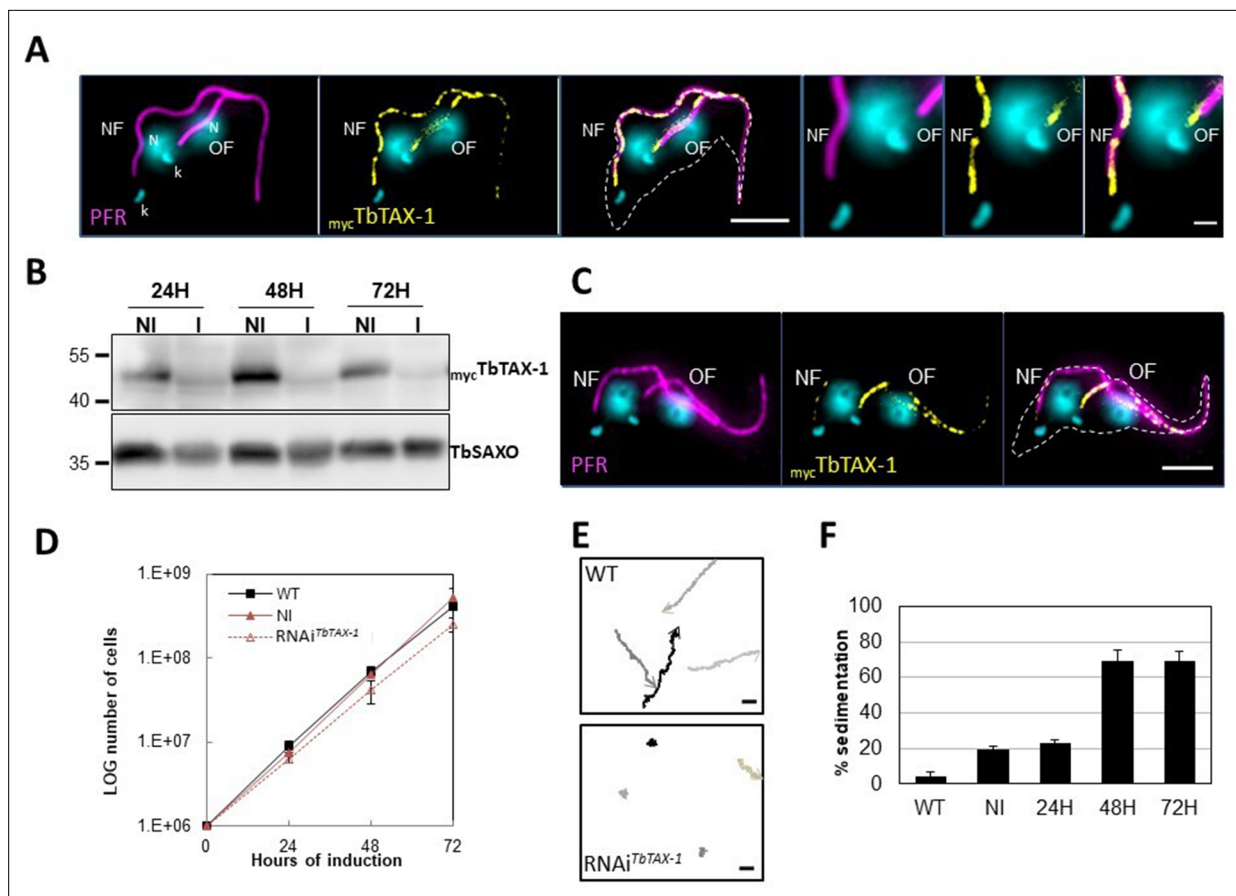 A
NF
N
N
OF
k
k
PFR
OF
mycTbTAX-1
NF
OF
NF
OF
NF
OF
B
24H 48H 72H
NI I NI I NI I
55
40
mycTbTAX-1
35
TbSAXO
C
NF
OF
PFR
NF
OF
mycTbTAX-1
NF
OF
D
LOG number of cells
1.E+09
1.E+08
1.E+07
1.E+06
WT
NI
RNAiTbTAX-1
0 24 48 72
Hours of induction
E
WT
RNAiTbTAX-1
F
% sedimentation
100
80
60
40
20
0
WT NI 24H 48H 72H